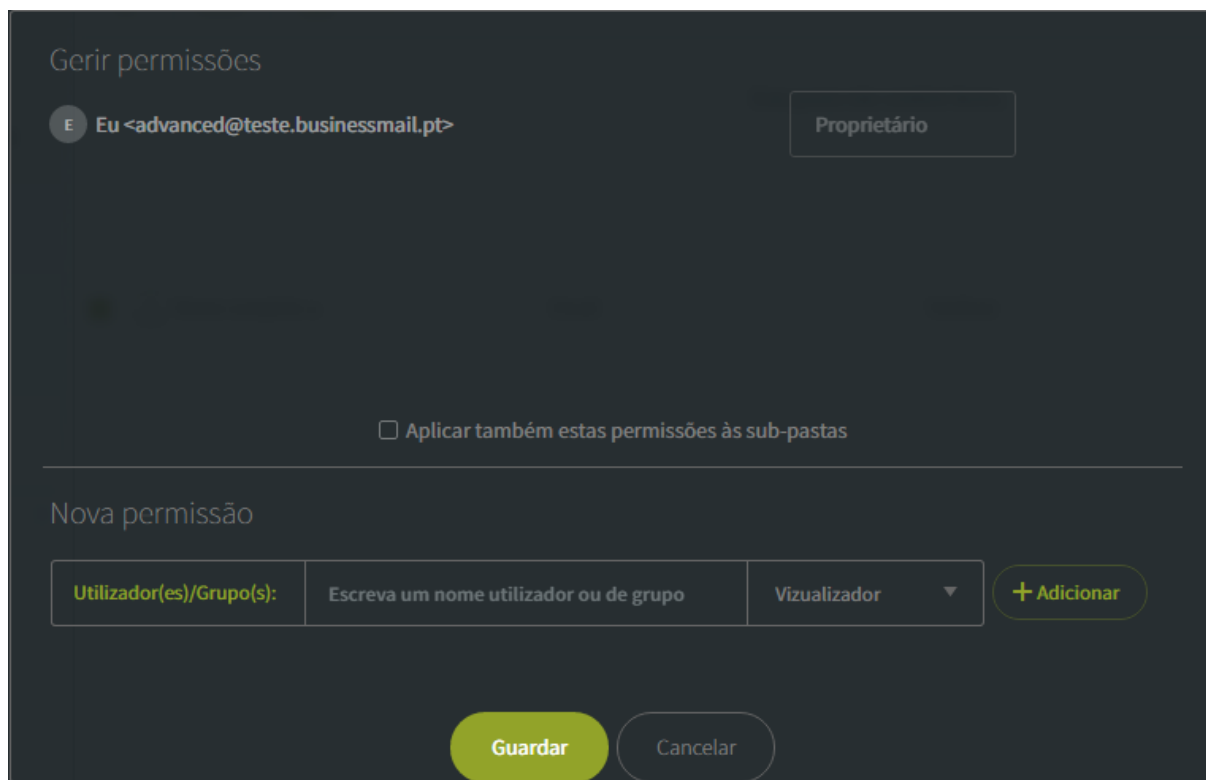 Gerir permissões
E Eu <advanced@teste.businessmail.pt> Proprietário
Aplicar também estas permissões às sub-pastas
Nova permissão
Utilizador(es)/Grupo(s): Escreva um nome utilizador ou de grupo Vizualizador + Adicionar
Guardar Cancelar